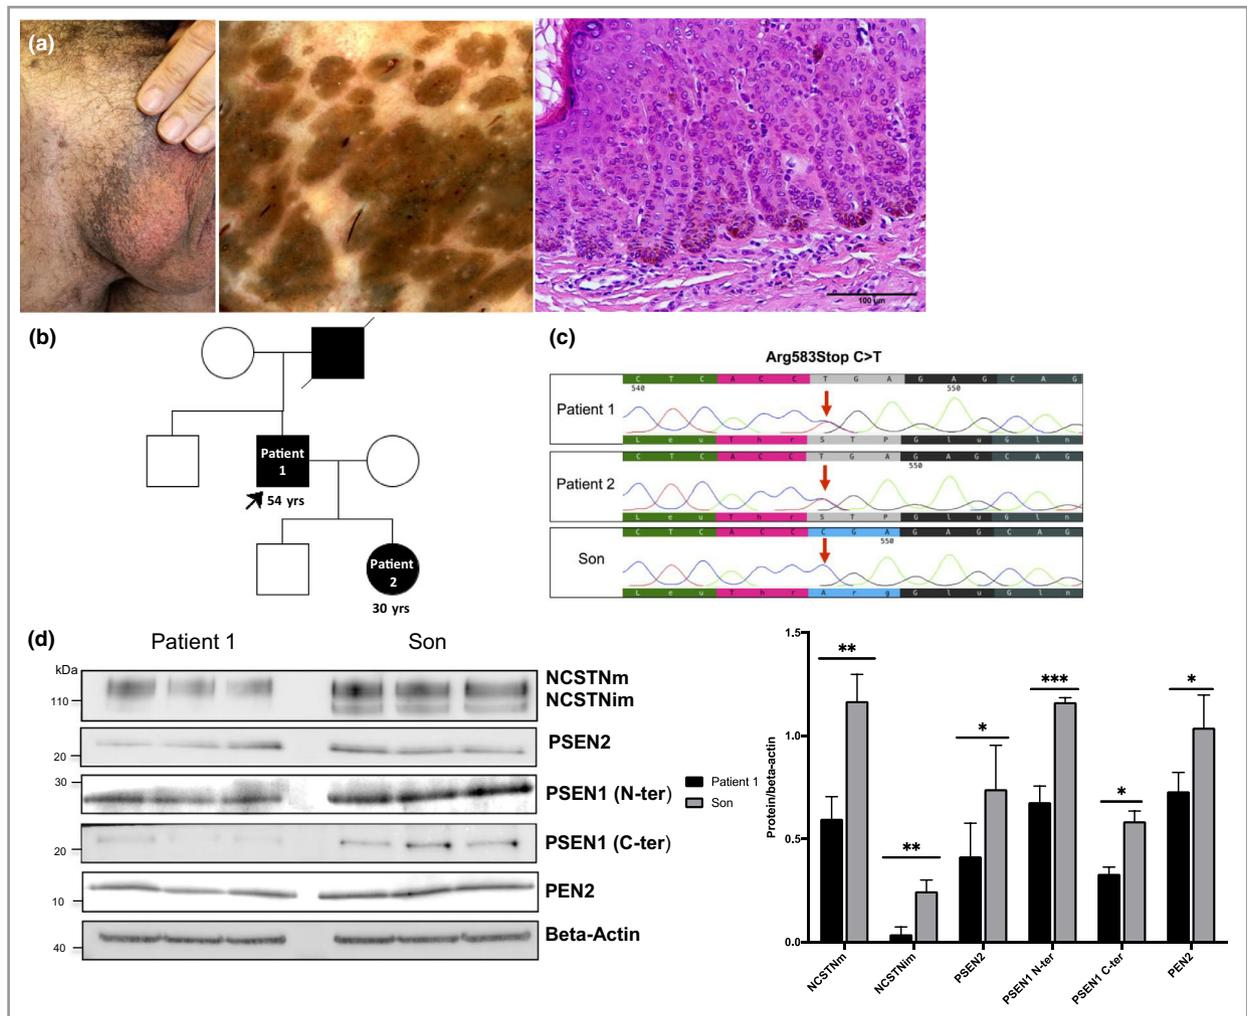 (a)
100 µm
(b)
Patient
1
54 yrs
Patient
2
30 yrs
(c)
Arg583Stop C>T
C T C A C C T G A G A G C A G
540 550
Patient 1
L e u T h r S T P G l u G l n
C T C A C C T G A G A G C A G
550
Patient 2
L e u T h r S T P G l u G l n
C T C A C C C G A G A G C A G
550
Son
L e u T h r A r g G l u G l n
(d)
Patient 1 Son
kDa
110
NCSTNm
NCSTNim
20
PSEN2
30
PSEN1 (N-ter)
20
PSEN1 (C-ter)
10
PEN2
40
Beta-Actin
Patient 1
Son
Protein/beta-actin
1.5
1.0
0.5
0.0
** ** * *** * *
NCSTNm
NCSTNim
PSEN2
PSEN1 N-ter
PSEN1 C-ter
PEN2